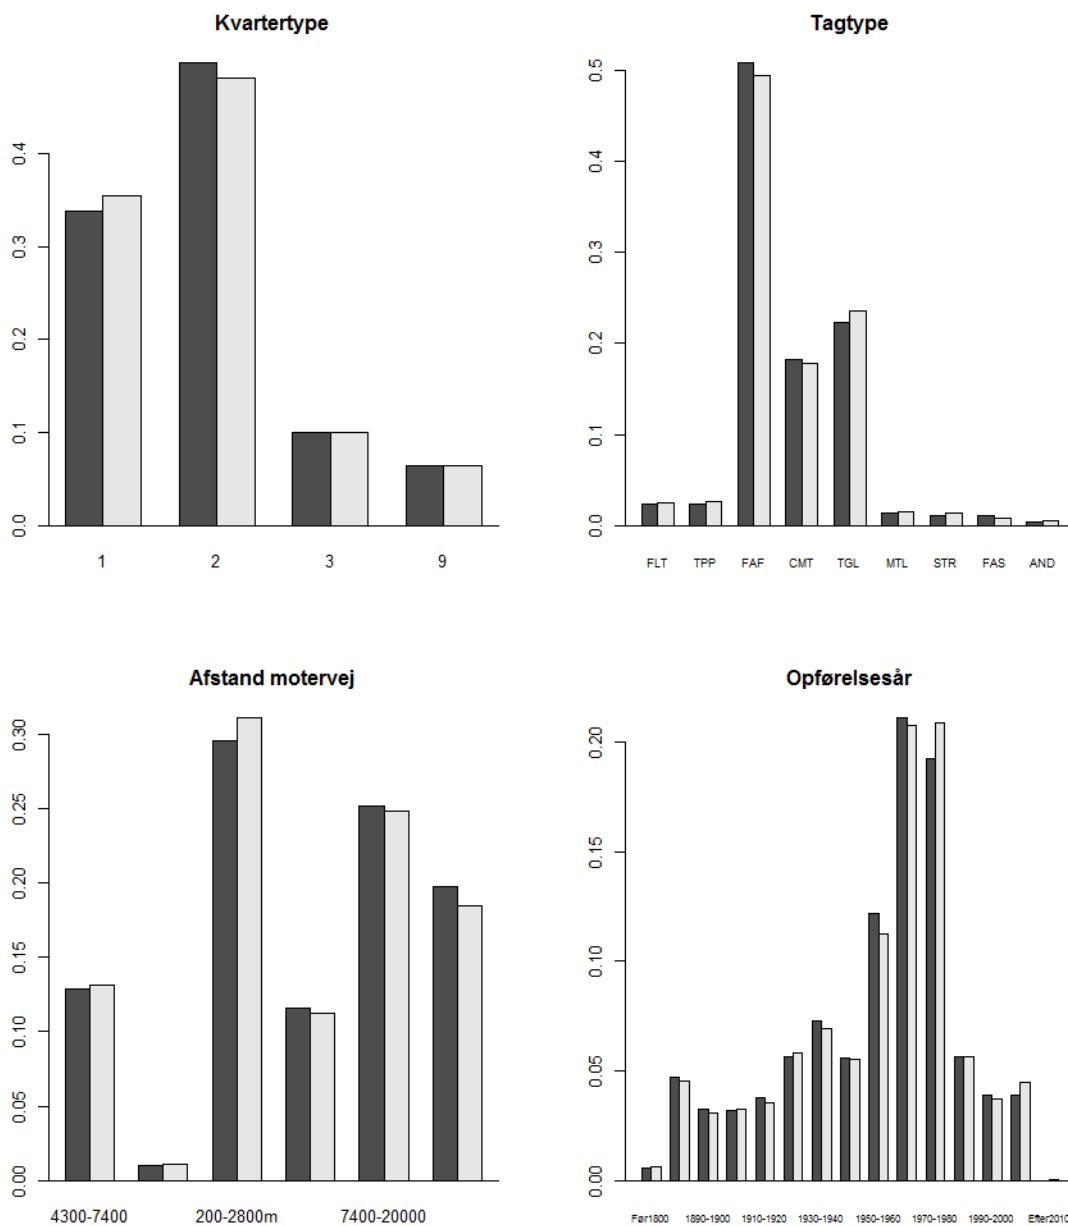 Kvartertype
0.4
0.3
0.2
0.1
0.0
1 2 3 9
Tagtype
0.5
0.4
0.3
0.2
0.1
0.0
FLT TPP FAF CMT TGL MTL STR FAS AND
Afstand motervej
0.30
0.25
0.20
0.15
0.10
0.05
0.00
4300-7400 200-2800m 7400-20000
Opførelsesår
0.20
0.15
0.10
0.05
0.00
Før1800 1890-1900 1910-1920 1930-1940 1950-1960 1970-1980 1990-2000 Efter2010